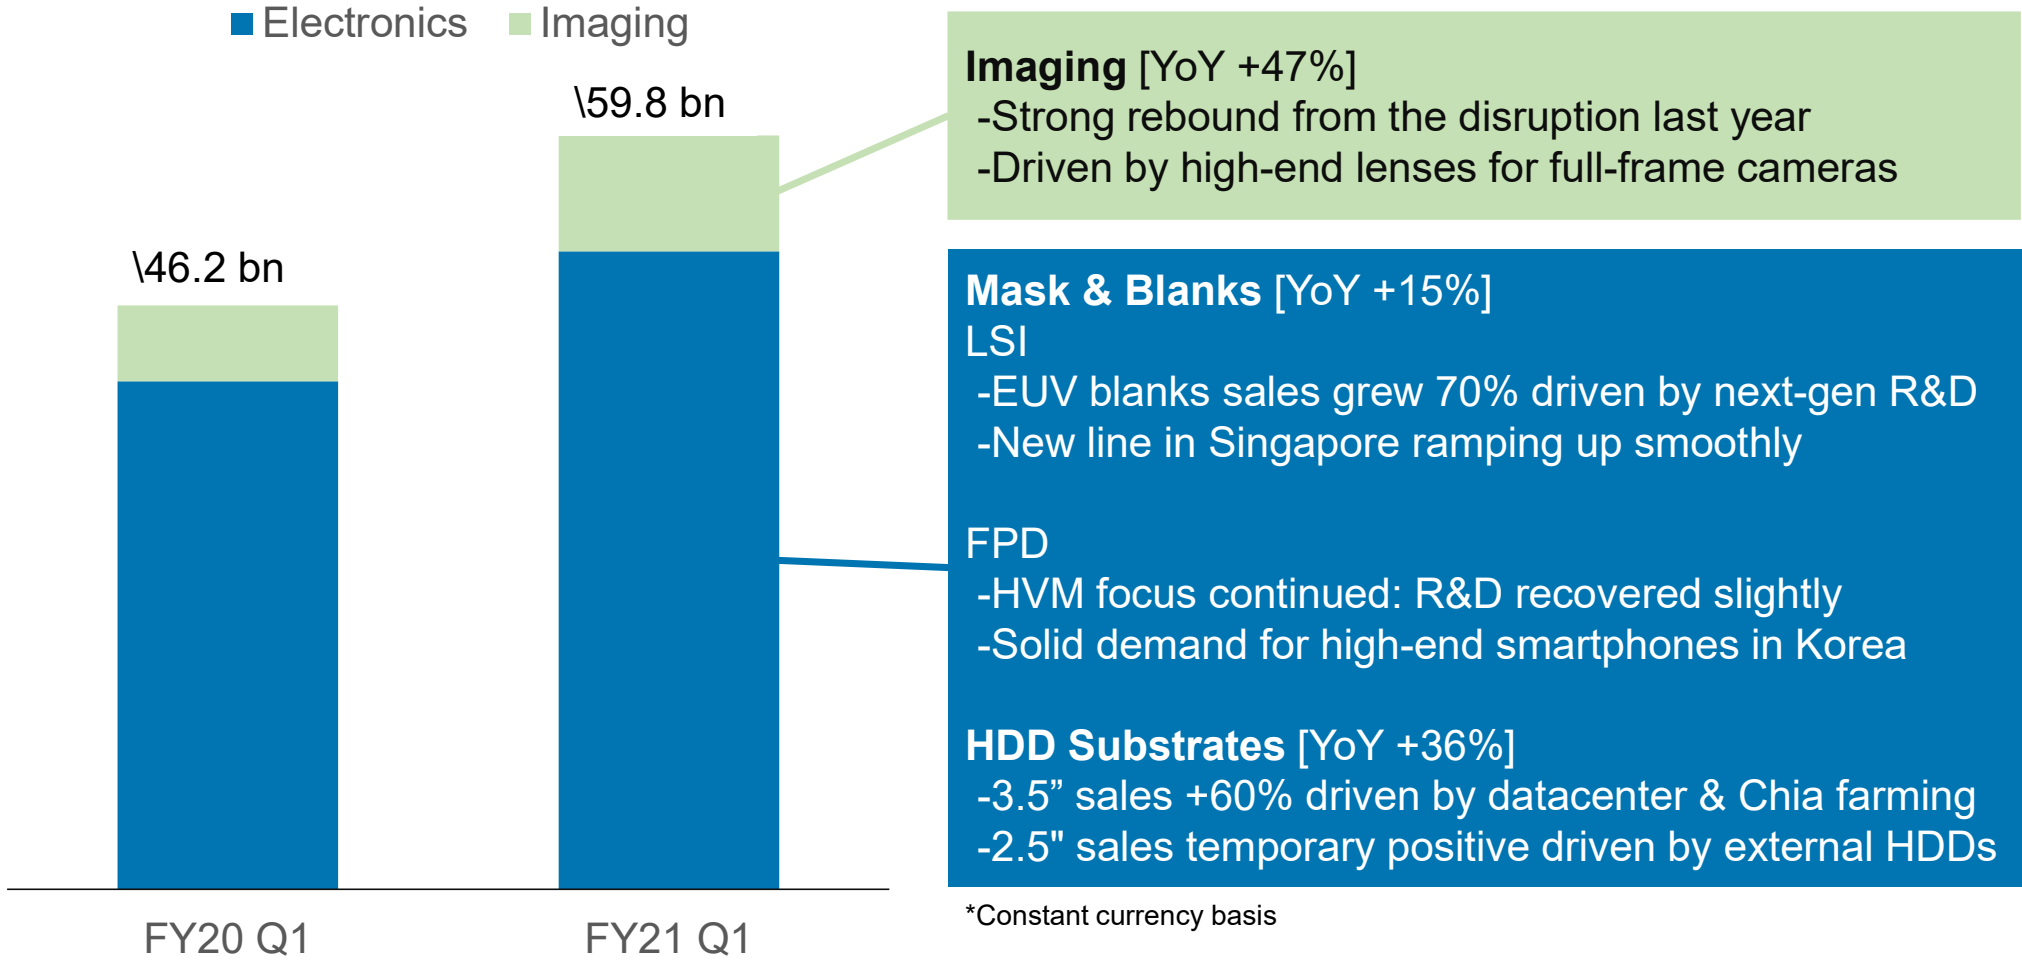 Electronics Imaging
\59.8 bn
\46.2 bn
FY20 Q1 FY21 Q1
Imaging [YoY +47%]
-Strong rebound from the disruption last year
-Driven by high-end lenses for full-frame cameras
Mask & Blanks [YoY +15%]
LSI
-EUV blanks sales grew 70% driven by next-gen R&D
-New line in Singapore ramping up smoothly
FPD
-HVM focus continued: R&D recovered slightly
-Solid demand for high-end smartphones in Korea
HDD Substrates [YoY +36%]
-3.5” sales +60% driven by datacenter & Chia farming
-2.5" sales temporary positive driven by external HDDs
*Constant currency basis